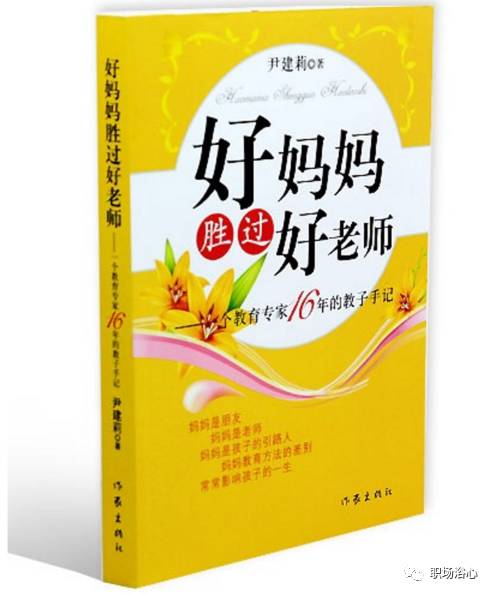 尹建莉 著
Haomama Shengguo Haolaoshi
好妈妈
胜过好老师
——一个教育专家16年的教子手记
妈妈是朋友
妈妈是老师
妈妈是孩子的引路人
妈妈教育方法的差别
常常影响孩子的一生
作家出版社
好妈妈胜过好老师
——一个教育专家16年的教子手记
尹建莉 著
作家出版社
职场浴心